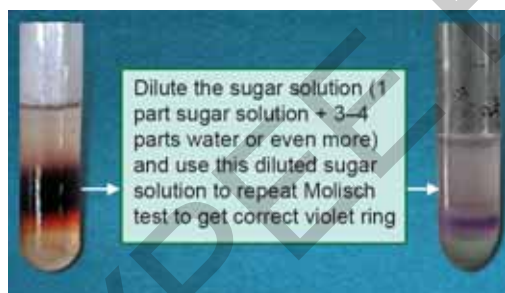 Dilute the sugar solution (1
part sugar solution + 3–4
parts water or even more)
and use this diluted sugar
solution to repeat Molisch
test to get correct violet ring